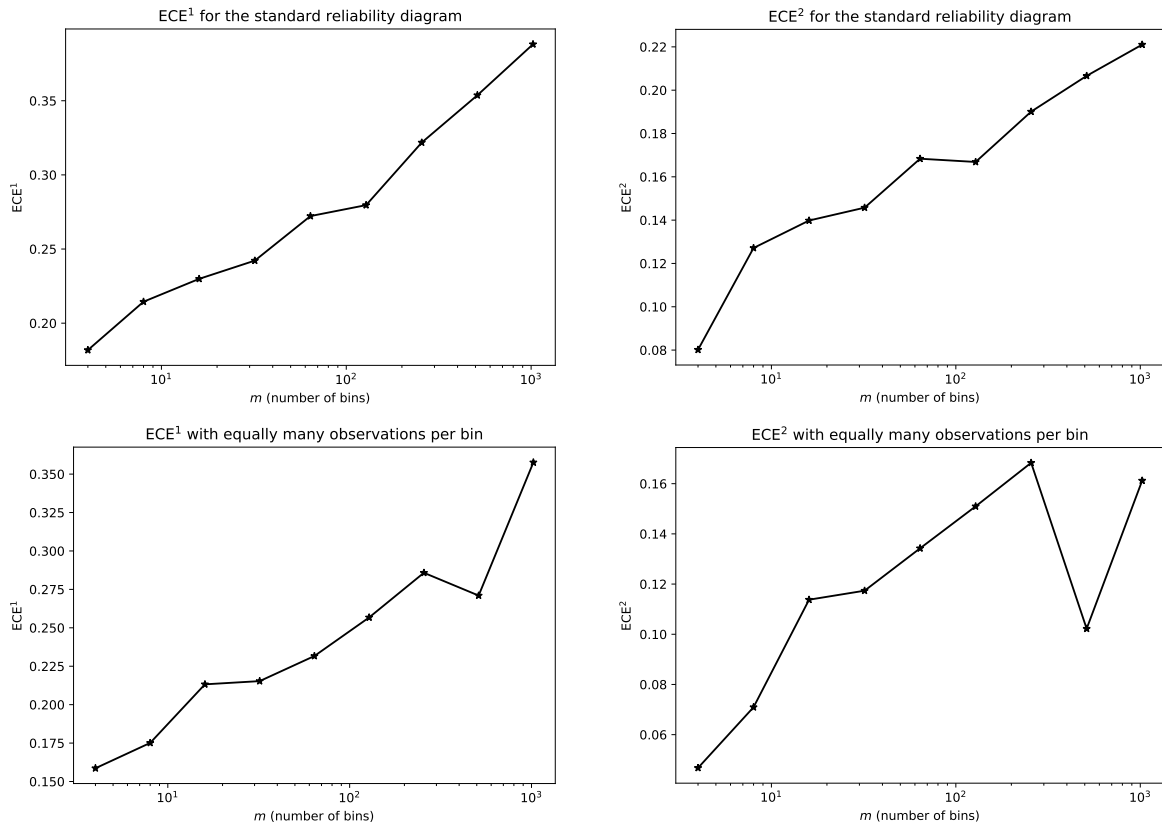 ECE¹ for the standard reliability diagram
0.35
0.30
0.25
0.20
ECE¹
10¹ 10² 10³
m (number of bins)
ECE² for the standard reliability diagram
0.22
0.20
0.18
0.16
0.14
0.12
0.10
0.08
ECE²
10¹ 10² 10³
m (number of bins)
ECE¹ with equally many observations per bin
0.350
0.325
0.300
0.275
0.250
0.225
0.200
0.175
0.150
ECE¹
10¹ 10² 10³
m (number of bins)
ECE² with equally many observations per bin
0.16
0.14
0.12
0.10
0.08
0.06
ECE²
10¹ 10² 10³
m (number of bins)